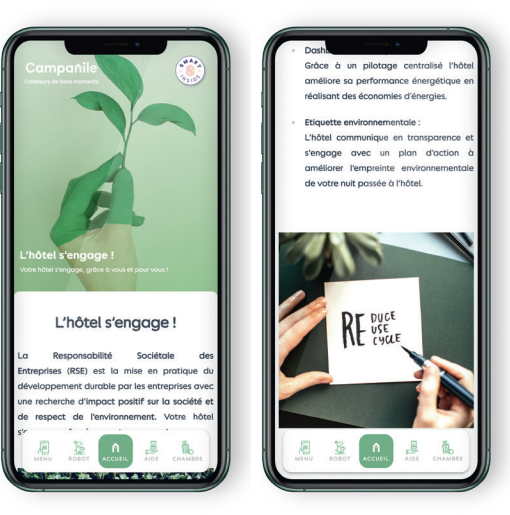 Campanile
Créateurs de bons moments
SMART
INSIDE
L'hôtel s'engage !
Votre hôtel s'engage, grâce à vous et pour vous !
L'hôtel s'engage !
La Responsabilité Sociétale des
Entreprises (RSE) est la mise en pratique du
développement durable par les entreprises avec
une recherche d'impact positif sur la société et
de respect de l'environnement. Votre hôtel
MENU ROBOT ACCUEIL AIDE CHAMBRE
Grâce à un pilotage centralisé l'hôtel
améliore sa performance énergétique en
réalisant des économies d'énergies.
Etiquette environnementale :
L'hôtel communique en transparence et
s'engage avec un plan d'action à
améliorer l'empreinte environnementale
de votre nuit passée à l'hôtel.
REDUCE
USE
CYCLE
MENU ROBOT ACCUEIL AIDE CHAMBRE